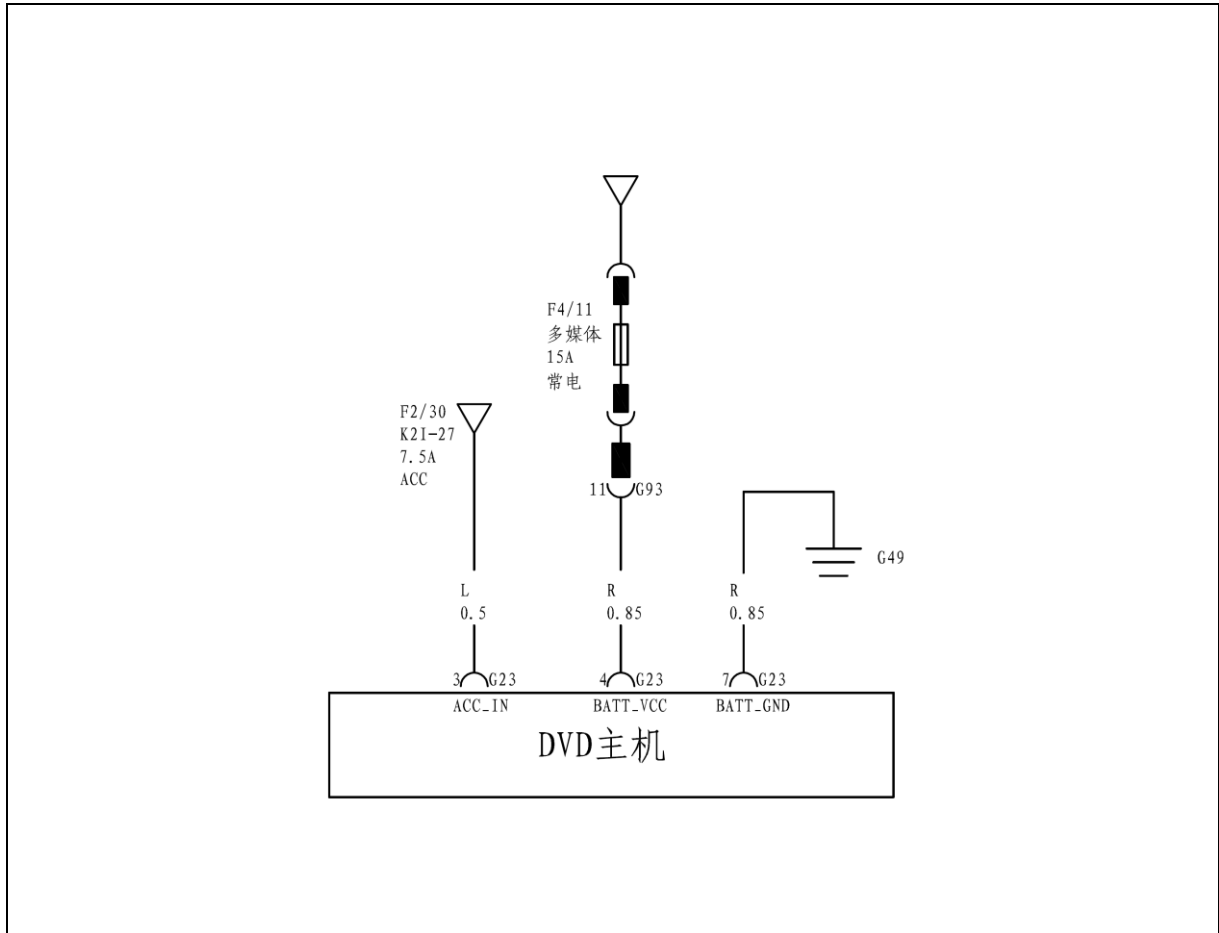 F4/11
多媒体
15A
常电
F2/30
K2I-27
7.5A
ACC
11 G93
G49
L
0.5
R
0.85
R
0.85
3 G23
4 G23
7 G23
ACC_IN
BATT_VCC
BATT_GND
DVD主机